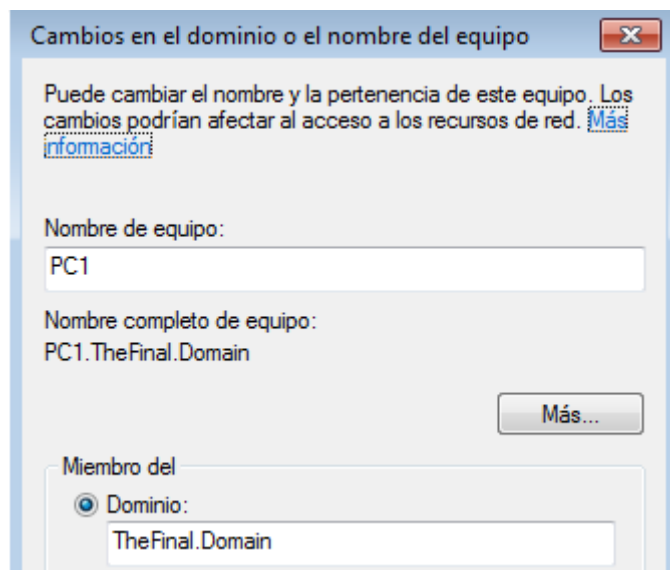 Cambios en el dominio o el nombre del equipo
Puede cambiar el nombre y la pertenencia de este equipo. Los
cambios podrían afectar al acceso a los recursos de red. Más
nformación
Nombre de equipo:
PC1
Nombre completo de equipo:
PC1.TheFinal.Domain
Más...
Miembro del
Dominio:
TheFinal.Domain